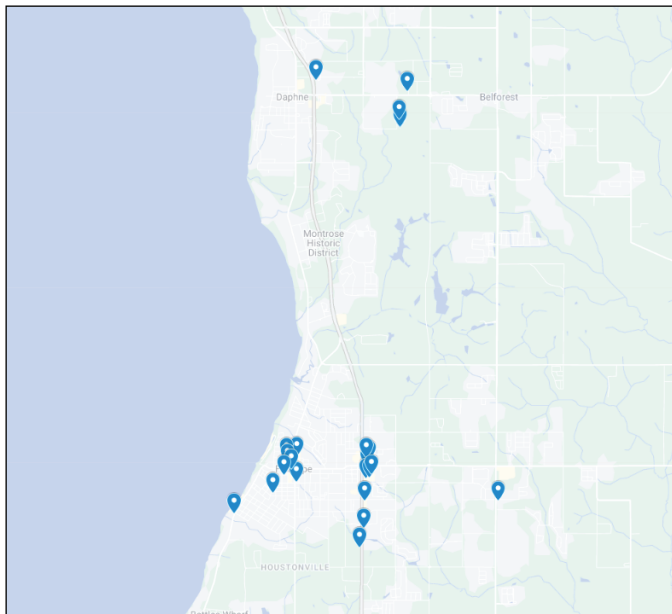 Daphne
Belforest
Montrose
Historic
District
HOUSTONVILLE